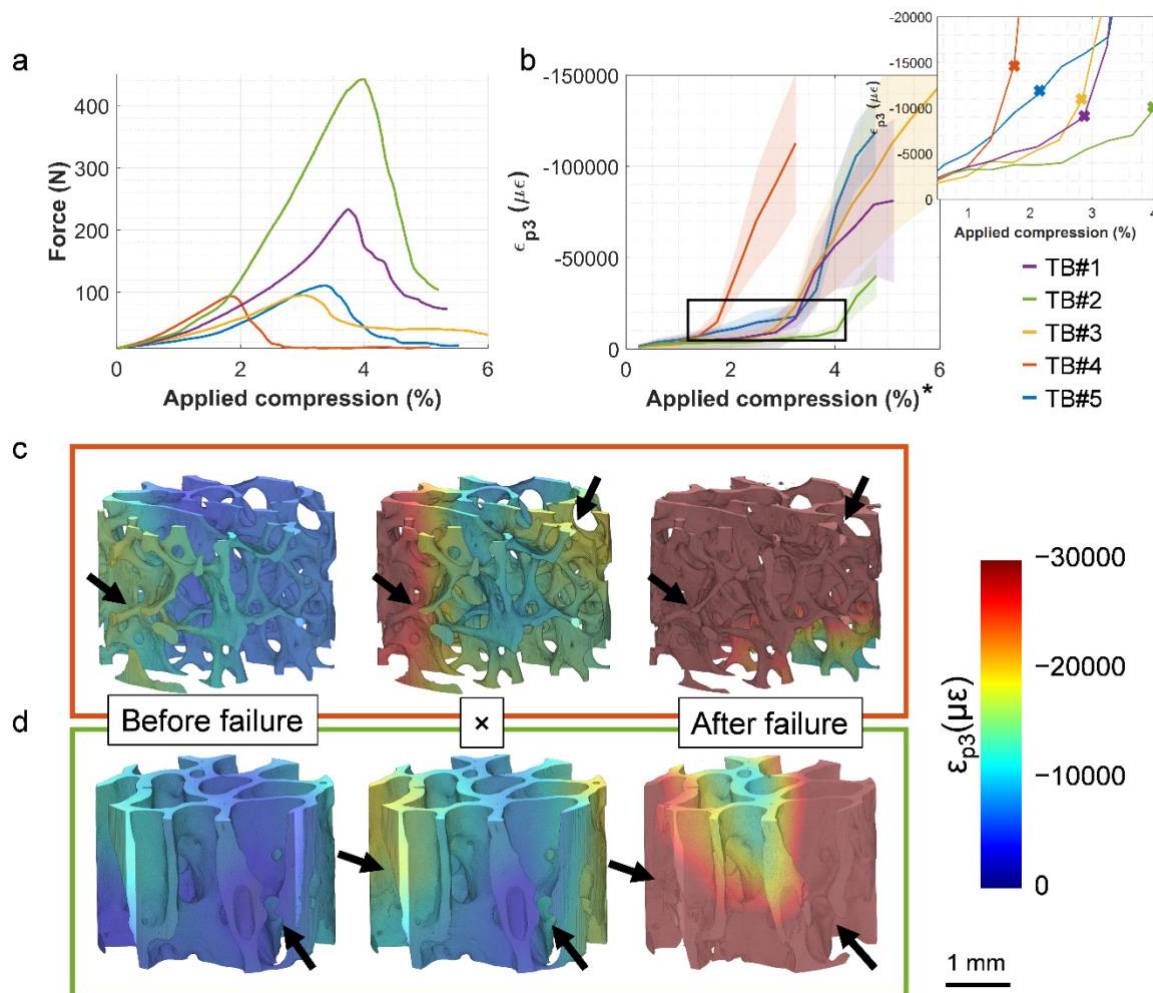 a
Force (N)
400
300
200
100
0
2
4
6
Applied compression (%)
b
ϵp3 (µϵ)
-150000
-100000
-50000
0
0
2
4
6
Applied compression (%)*
ϵp3 (µϵ)
-20000
-15000
-10000
-5000
0
1
2
3
4
Applied compression (%)
TB#1
TB#2
TB#3
TB#4
TB#5
c
Before failure
×
After failure
d
εp3(µε)
−30000
−20000
−10000
0
1 mm